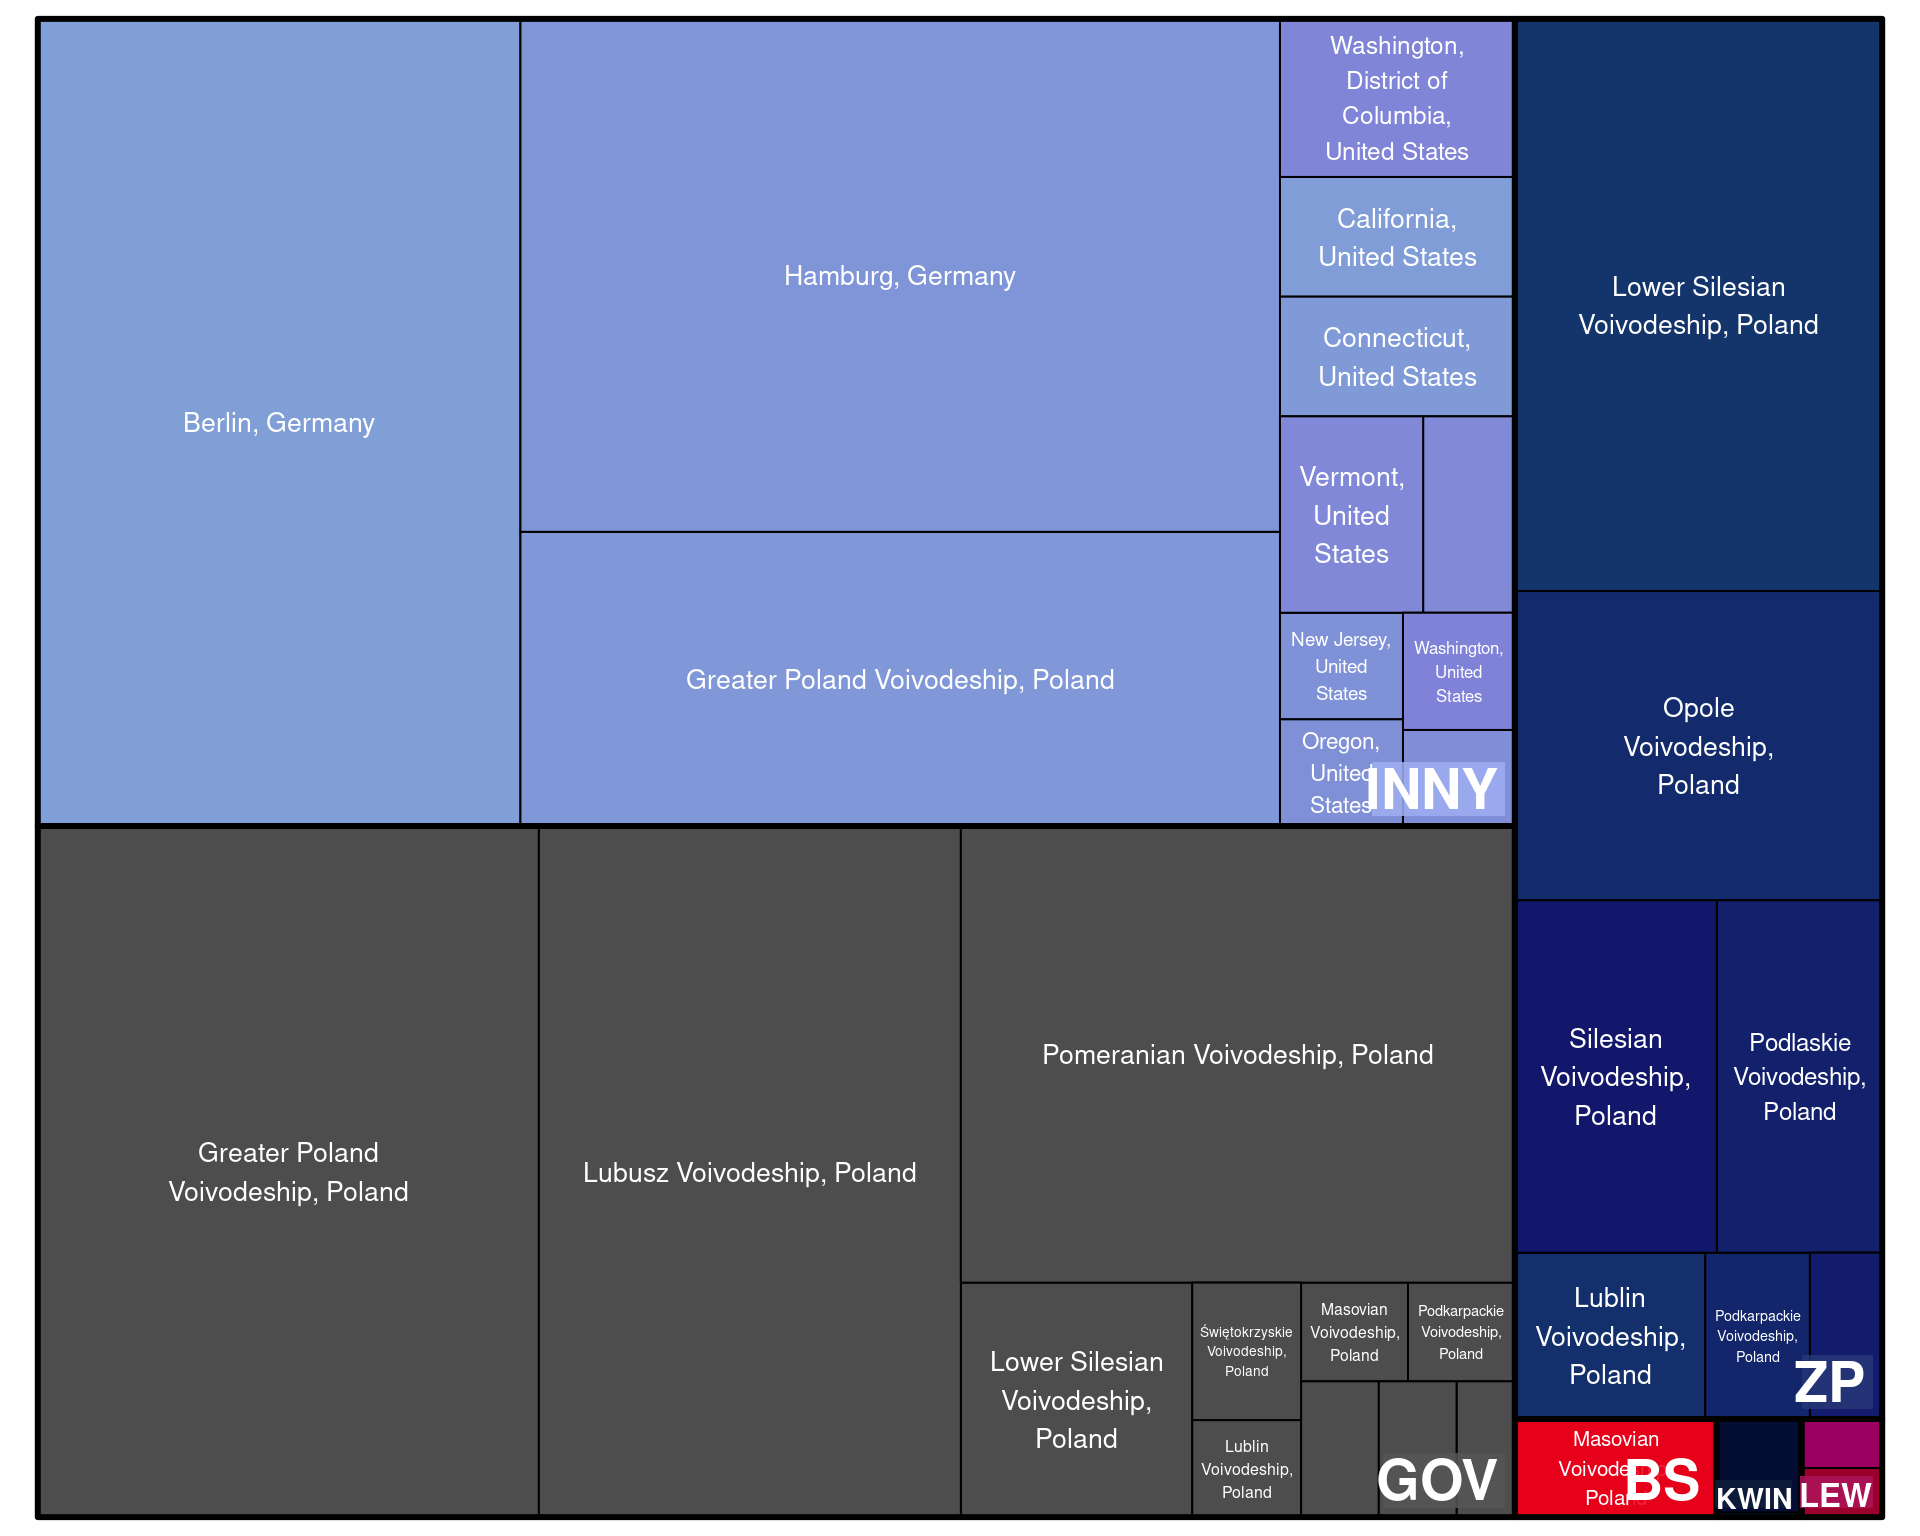 Berlin, Germany
Hamburg, Germany
Greater Poland Voivodeship, Poland
Washington,
District of
Columbia,
United States
California,
United States
Connecticut,
United States
Vermont,
United
States
New Jersey,
United
States
Washington,
United
States
Oregon,
United
States
INNY
Greater Poland
Voivodeship, Poland
Lubusz Voivodeship, Poland
Pomeranian Voivodeship, Poland
Lower Silesian
Voivodeship,
Poland
Świętokrzyskie
Voivodeship,
Poland
Lublin
Voivodeship,
Poland
Masovian
Voivodeship,
Poland
Podkarpackie
Voivodeship,
Poland
GOV
Lower Silesian
Voivodeship, Poland
Opole
Voivodeship,
Poland
Silesian
Voivodeship,
Poland
Podlaskie
Voivodeship,
Poland
Lublin
Voivodeship,
Poland
Podkarpackie
Voivodeship,
Poland
ZP
Masovian
Voivodeship,
Poland
BS
KWIN
LEW